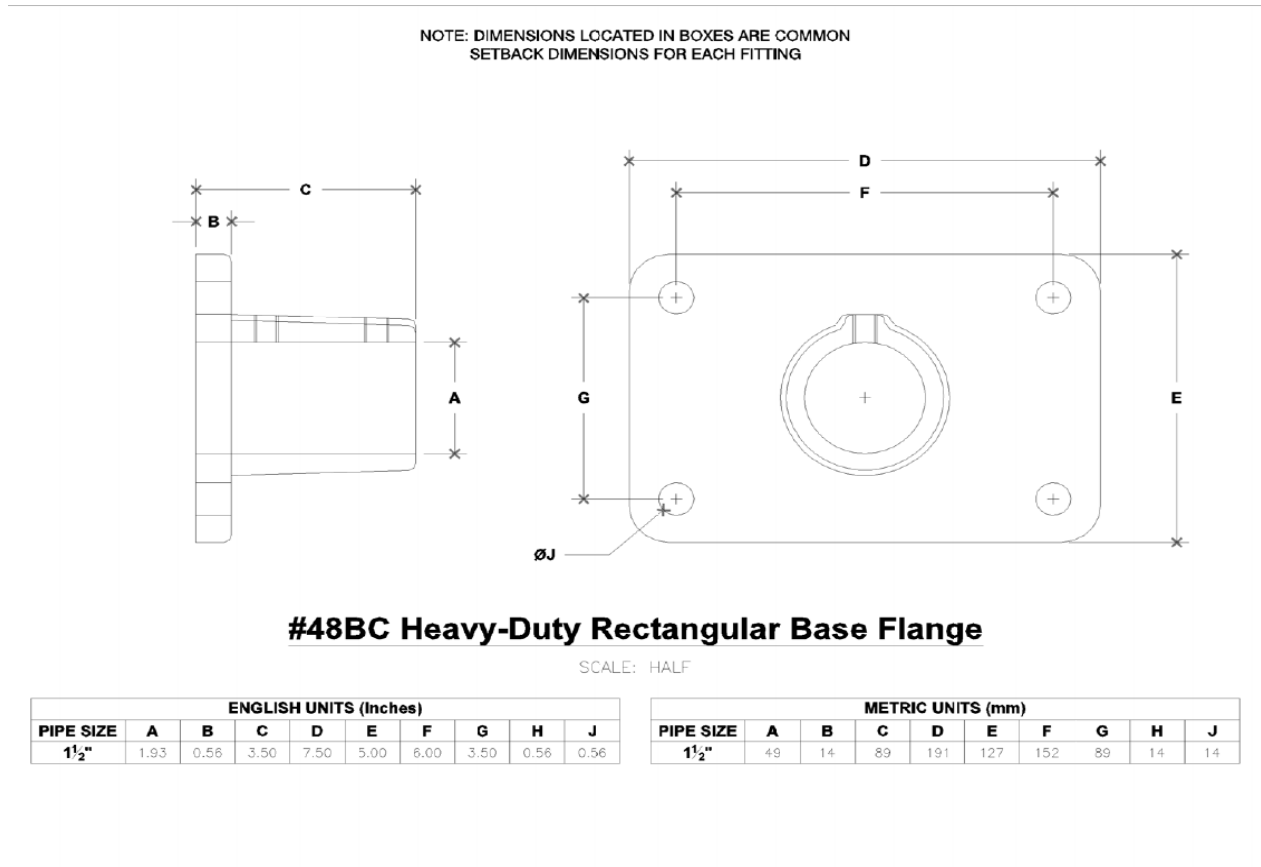 NOTE: DIMENSIONS LOCATED IN BOXES ARE COMMON
SETBACK DIMENSIONS FOR EACH FITTING
D
C
F
B
A
G
E
ØJ
#48BC Heavy-Duty Rectangular Base Flange
SCALE: HALF
ENGLISH UNITS (Inches)
PIPE SIZE A B C D E F G H J
1½" 1.93 0.56 3.50 7.50 5.00 6.00 3.50 0.56 0.56
METRIC UNITS (mm)
PIPE SIZE A B C D E F G H J
1½" 49 14 89 191 127 152 89 14 14